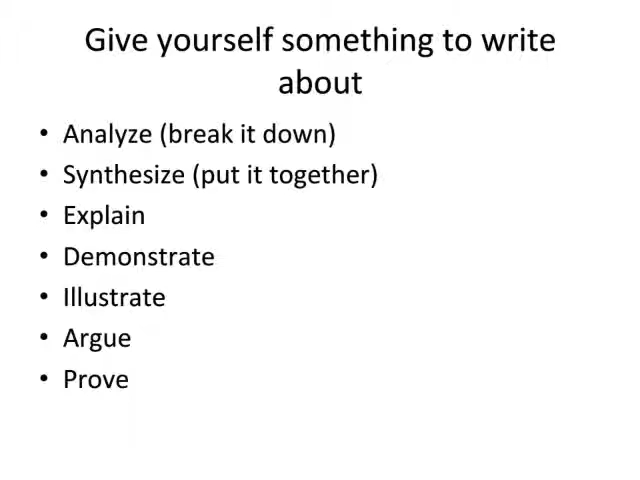 Give yourself something to write
about
• Analyze (break it down)
• Synthesize (put it together)
• Explain
• Demonstrate
• Illustrate
• Argue
• Prove